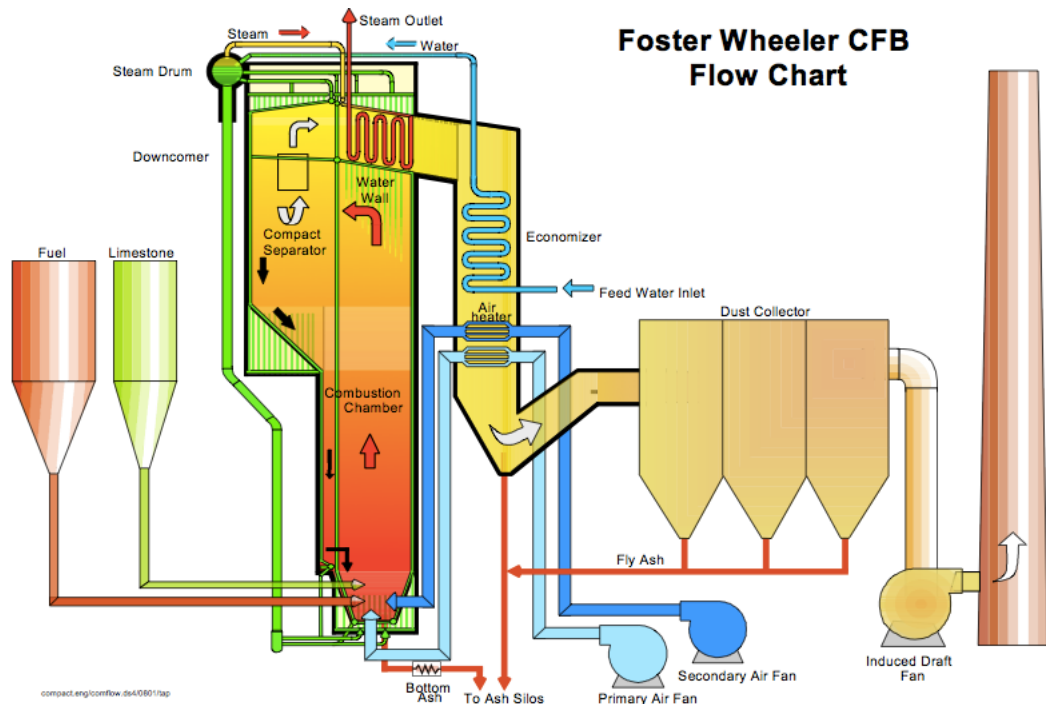 Foster Wheeler CFB
Flow Chart
Steam Outlet
Steam
Water
Steam Drum
Downcomer
Water
Wall
Compact
Separator
Economizer
Fuel
Limestone
Feed Water Inlet
Air
heater
Dust Collector
Combustion
Chamber
Fly Ash
Induced Draft
Fan
Secondary Air Fan
Bottom
Ash
To Ash Silos
Primary Air Fan
compact.eng/comflow.ds4/0801/tap